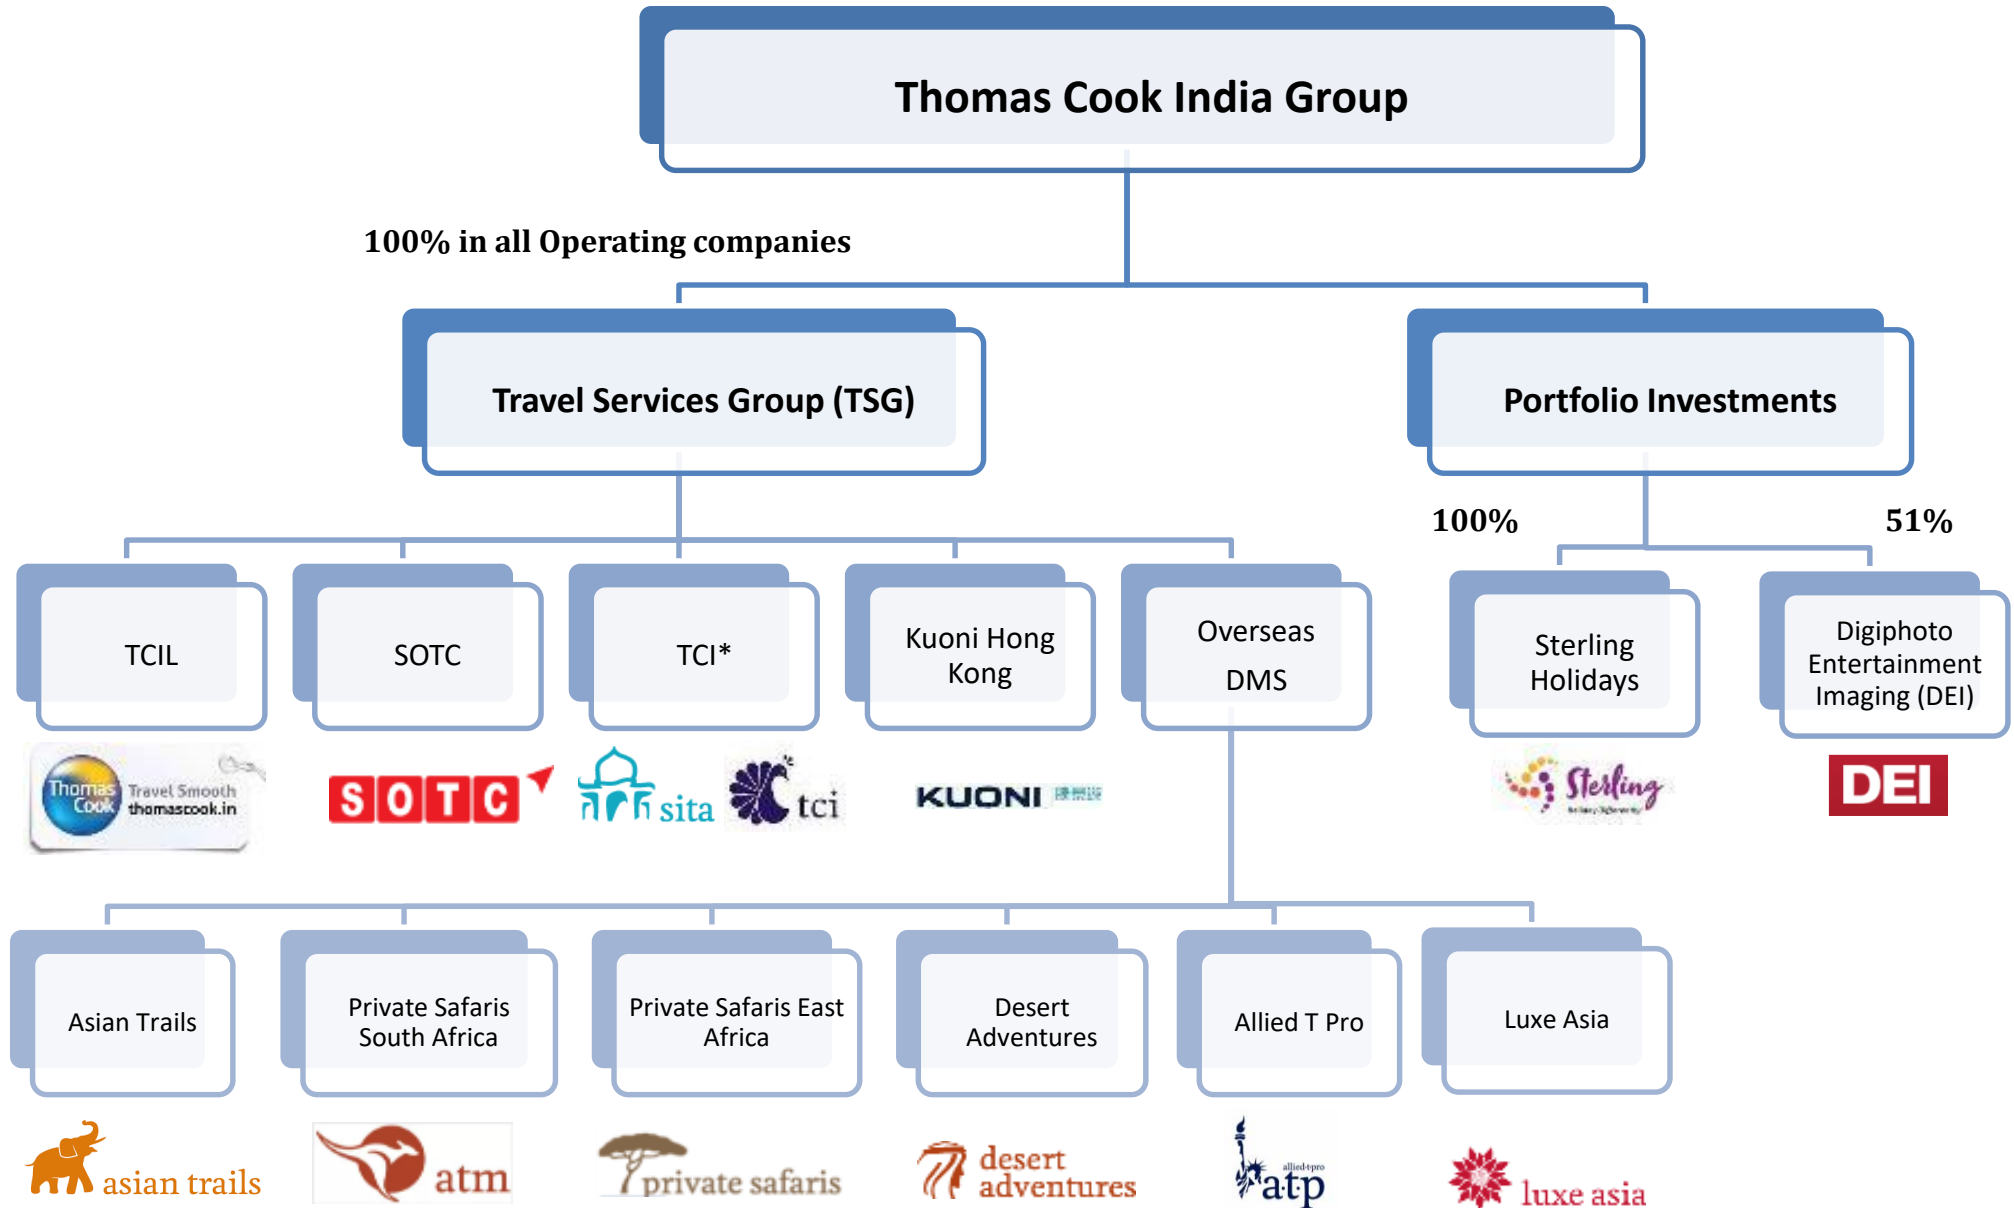 Thomas Cook India Group
100% in all Operating companies
Travel Services Group (TSG)
Portfolio Investments
100%
51%
TCIL
SOTC
TCI*
Kuoni Hong
Kong
Overseas
DMS
Sterling
Holidays
Digiphoto
Entertainment
Imaging (DEI)
Thomas
Cook
Travel Smooth
thomascook.in
SOTC
sita
tci
KUONI
Sterling
DEI
Asian Trails
Private Safaris
South Africa
Private Safaris East
Africa
Desert
Adventures
Allied T Pro
Luxe Asia
asian trails
atm
private safaris
desert
adventures
allied-t-pro
atp
luxe asia